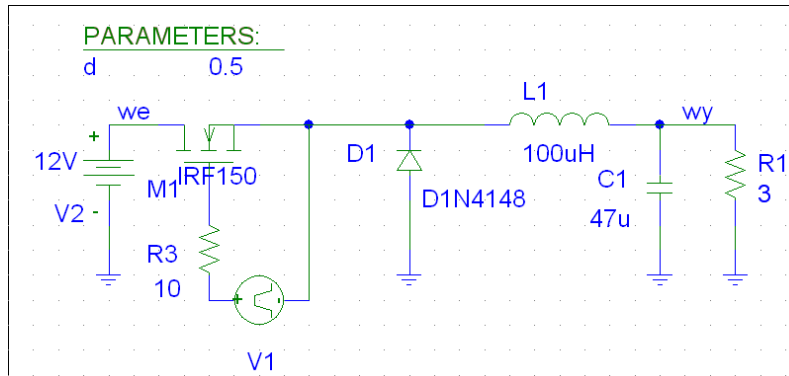 PARAMETERS:
d 0.5
we
L1
wy
+
12V
M1
IRF150
D1
100uH
R1
V2
-
D1N4148
C1
3
47u
R3
10
+
-
V1